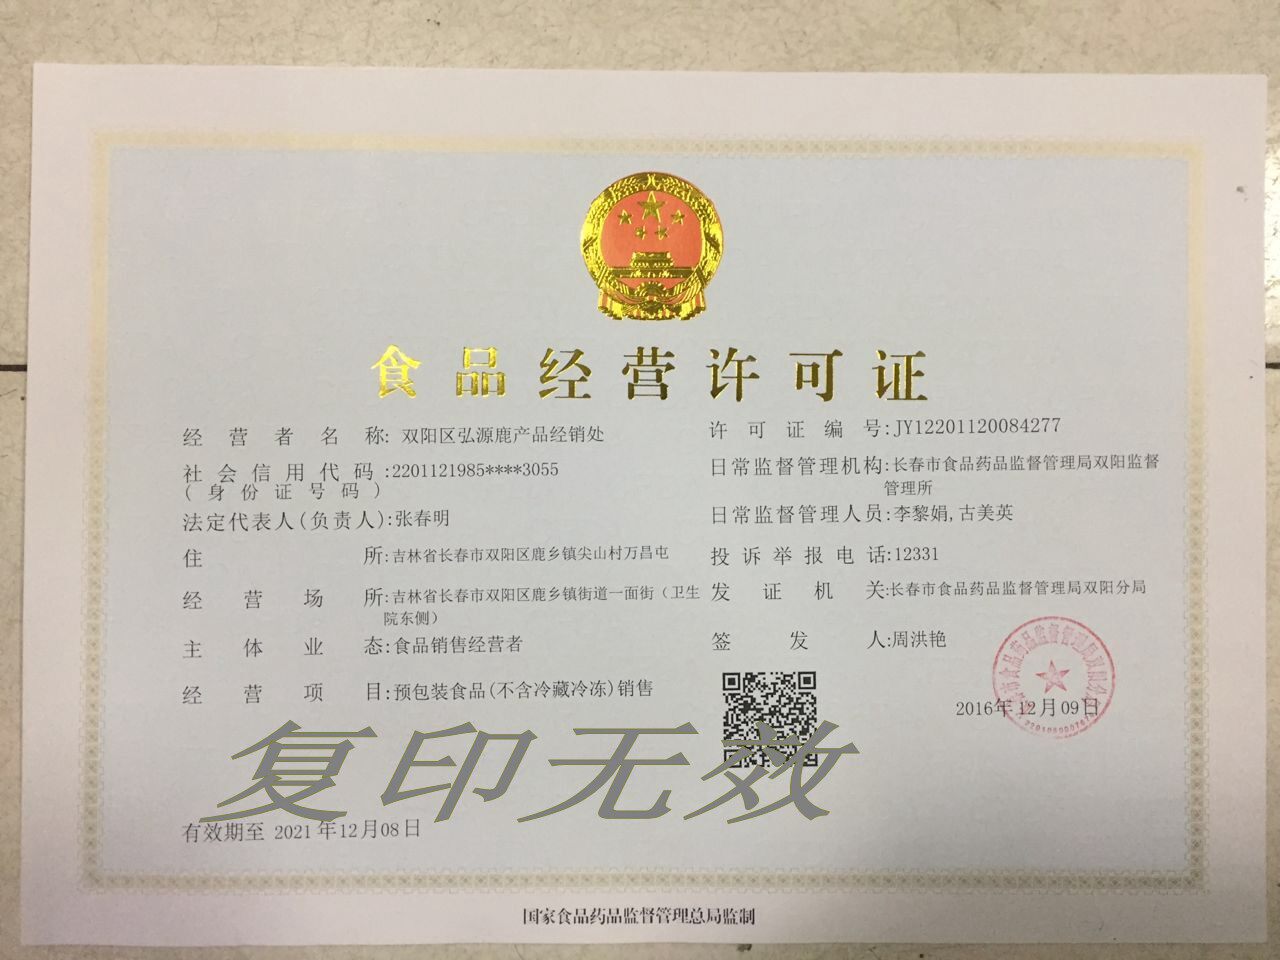 食品经营许可证
经营者名称: 双阳区弘源鹿产品经销处
社会信用代码:2201121985****3055
(身份证号码)
法定代表人(负责人):张春明
住所:吉林省长春市双阳区鹿乡镇尖山村万昌屯
经营场所:吉林省长春市双阳区鹿乡镇街道一面街（卫生
院东侧）
主体业态:食品销售经营者
经营项目:预包装食品(不含冷藏冷冻)销售
许可证编号:JY12201120084277
日常监督管理机构:长春市食品药品监督管理局双阳监督
管理所
日常监督管理人员:李黎娟,古美英
投诉举报电话:12331
发证机关:长春市食品药品监督管理局双阳分局
签发人:周洪艳
2016年12月09日
复印无效
有效期至 2021年12月08日
国家食品药品监督管理总局监制